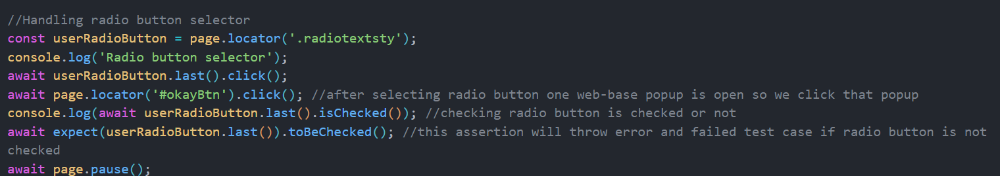 //Handling radio button selector
const userRadioButton = page.locator('.radiotextsty');
console.log('Radio button selector');
await userRadioButton.last().click();
await page.locator('#okayBtn').click(); //after selecting radio button one web-base popup is open so we click that popup
console.log(await userRadioButton.last().isChecked()); //checking radio button is checked or not
await expect(userRadioButton.last()).toBeChecked(); //this assertion will throw error and failed test case if radio button is not
checked
await page.pause();